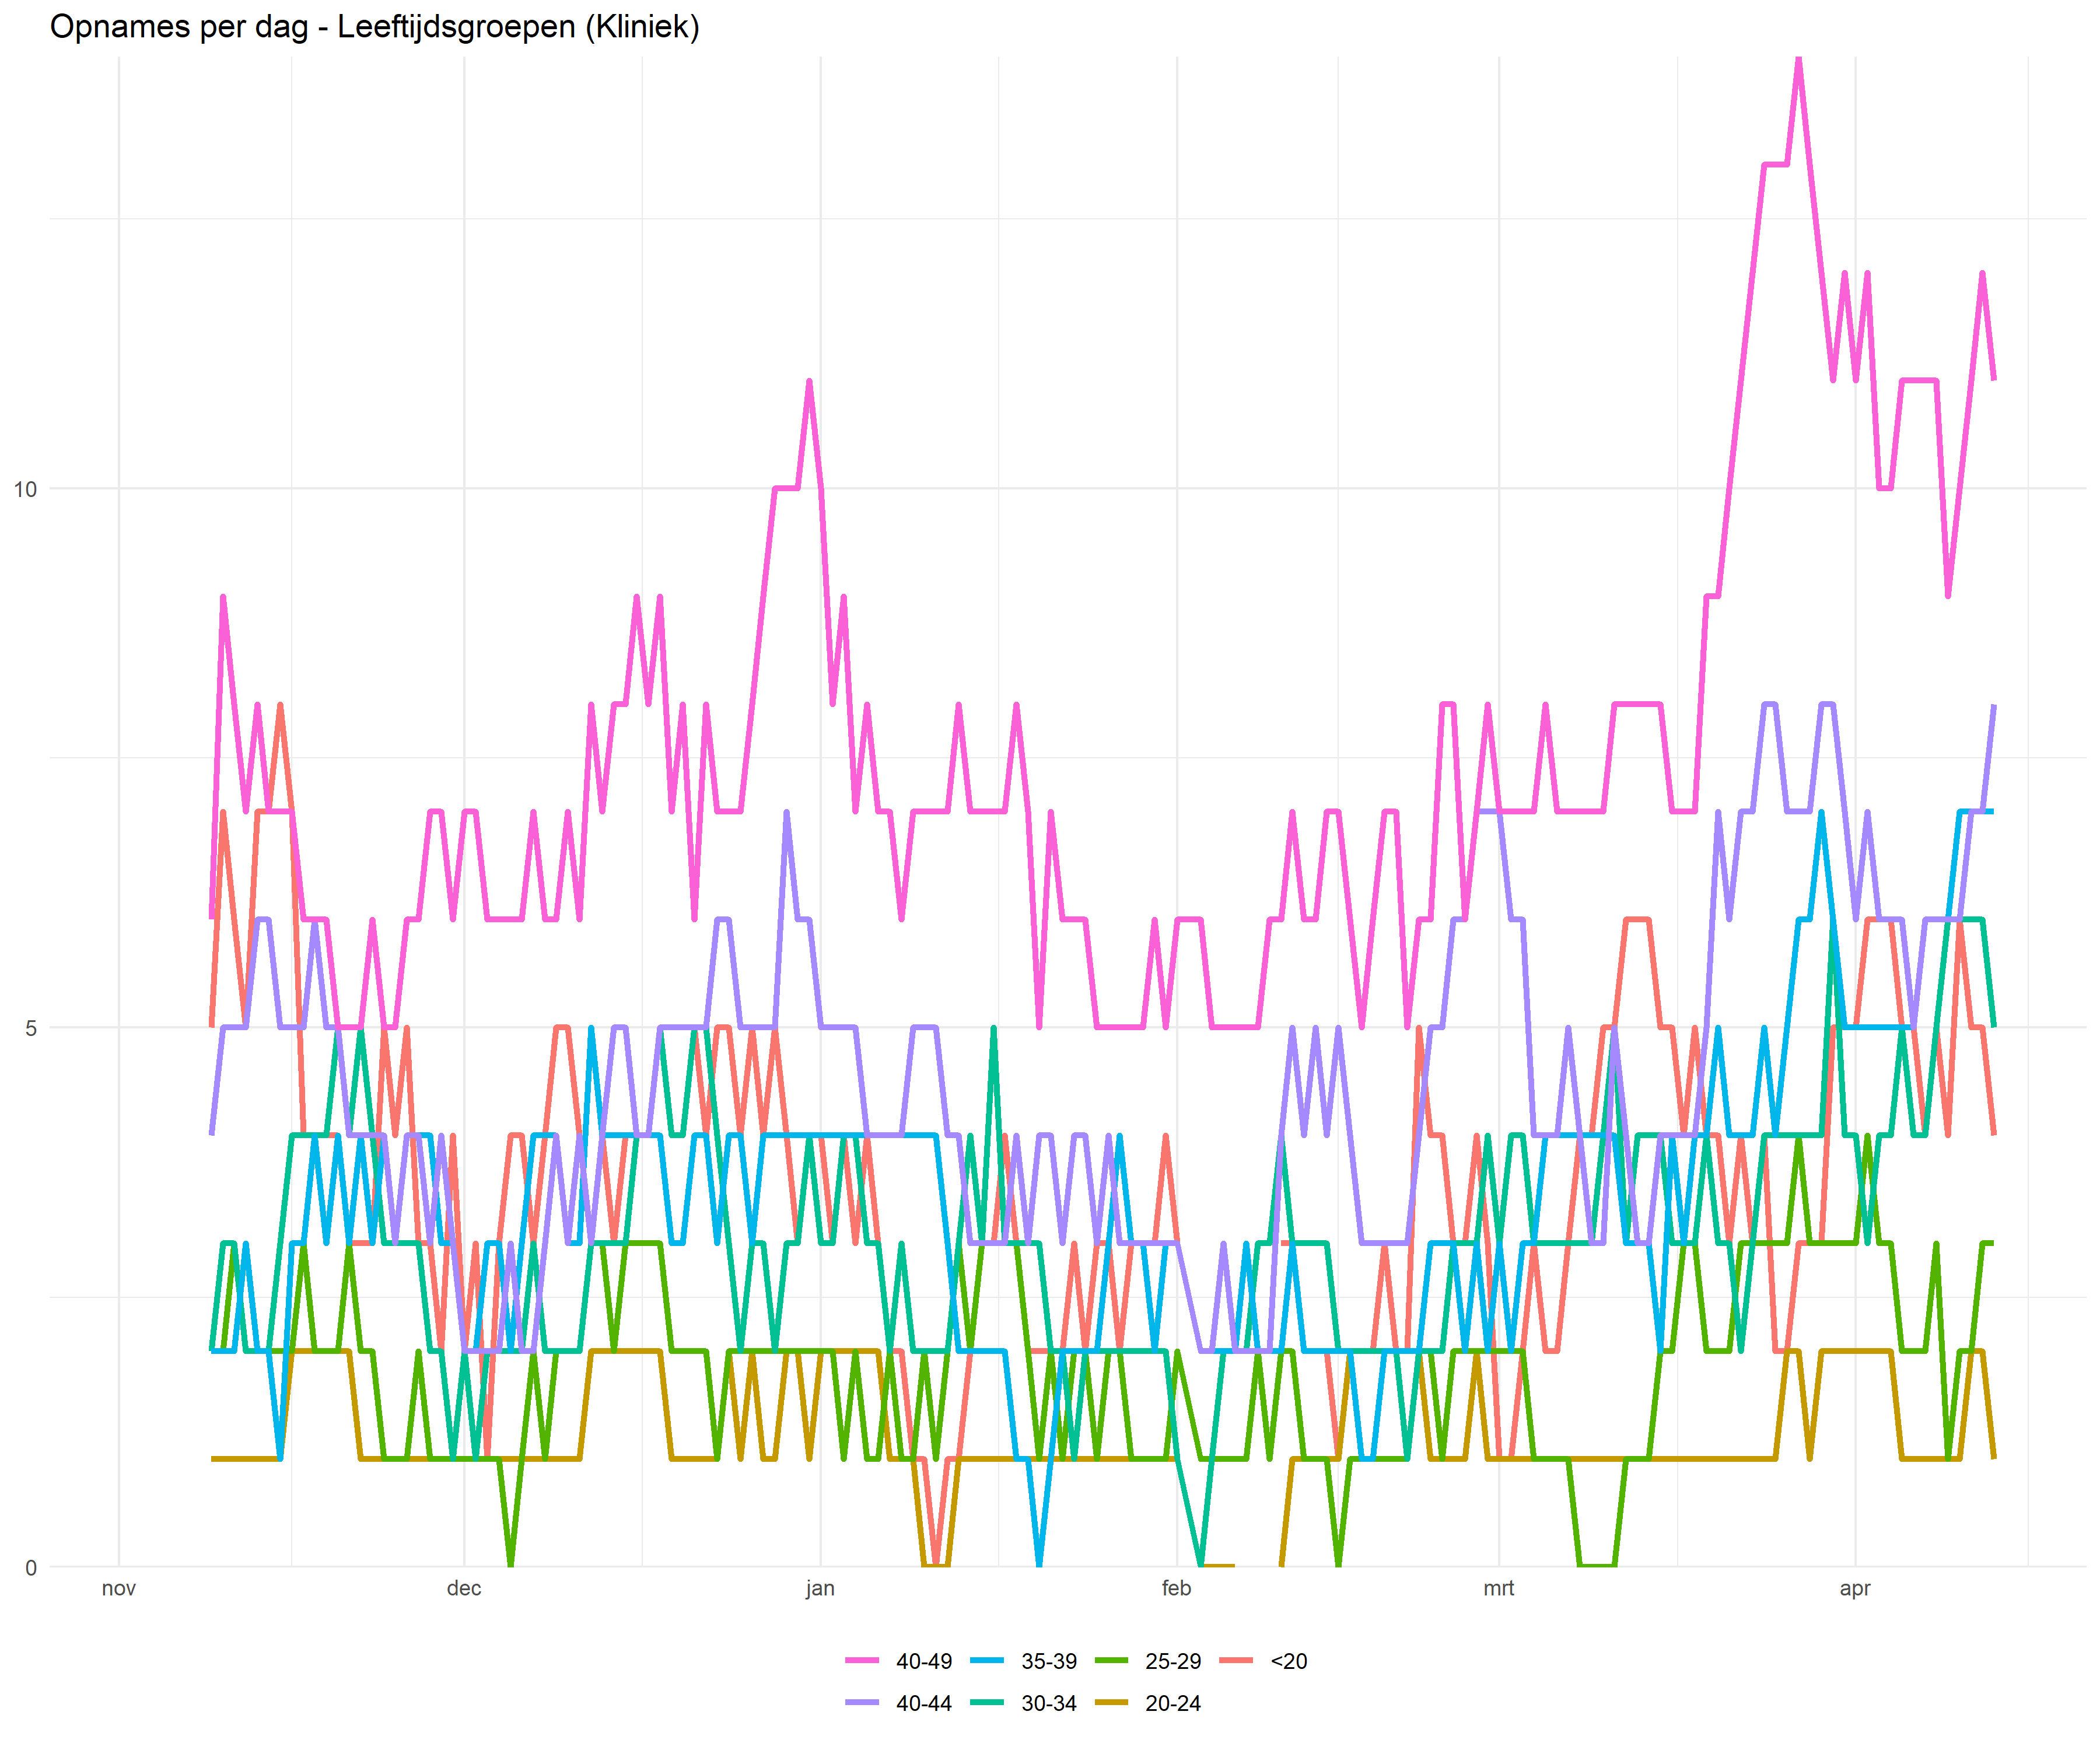 Opnames per dag - Leeftijdsgroepen (Kliniek)
10
5
0
nov dec jan feb mrt apr
40-49 35-39 25-29 <20
40-44 30-34 20-24